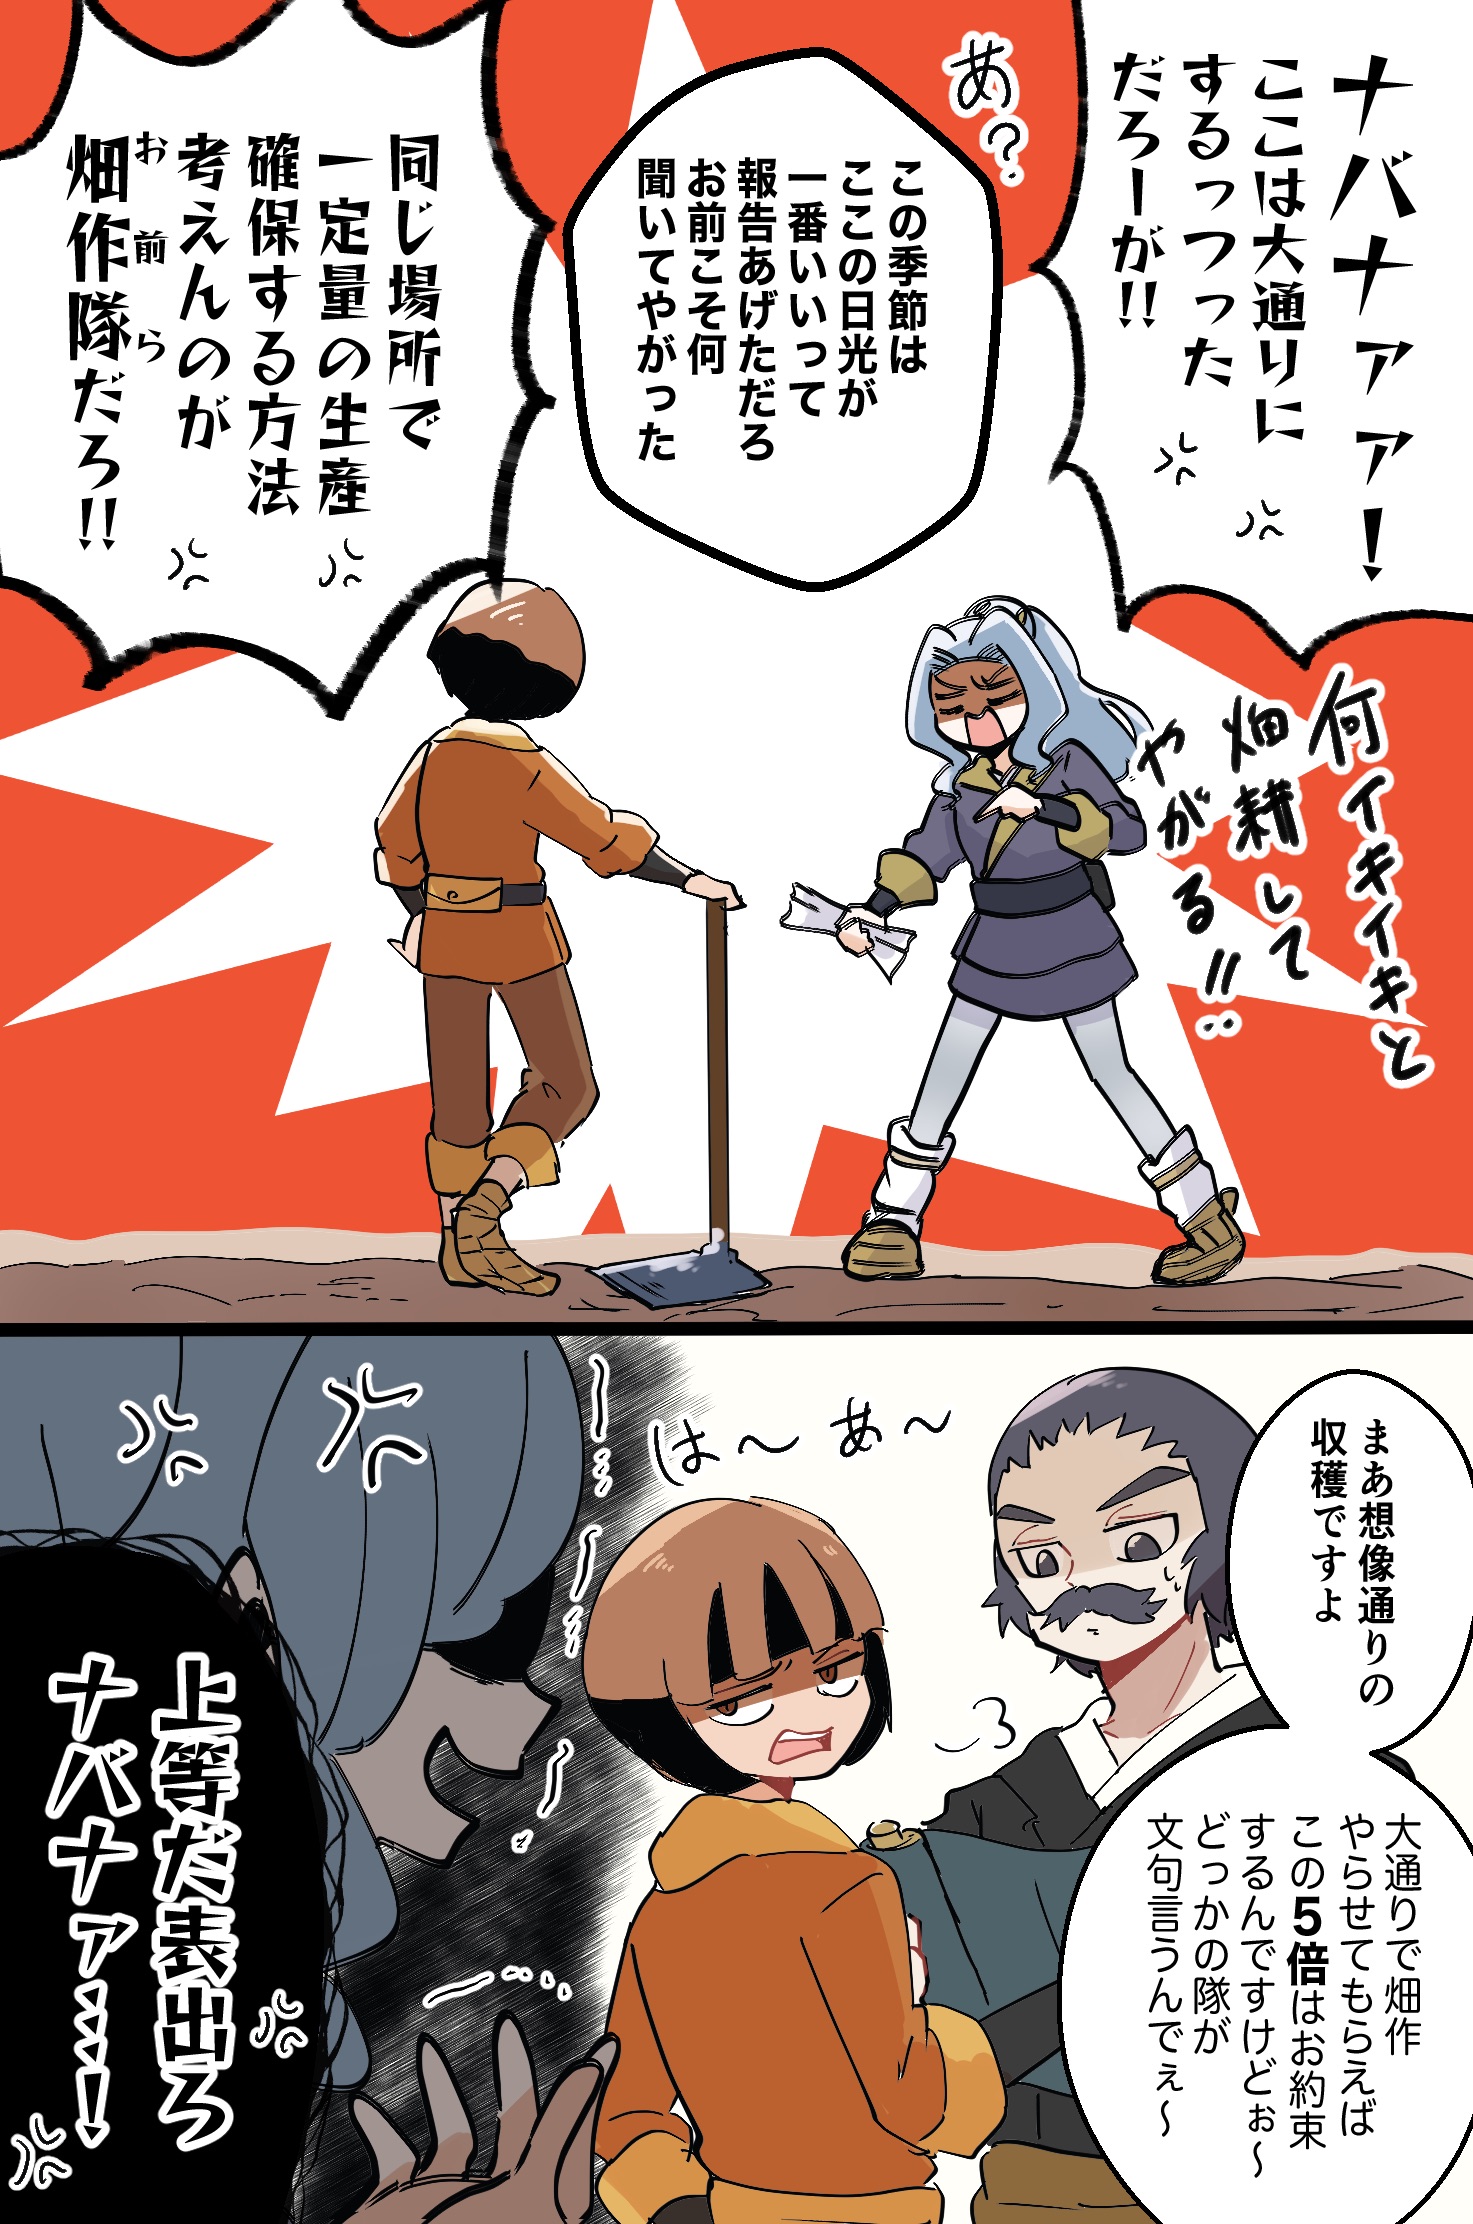 ナバナァァ！
ここは大通りに
するっつった
だろーが!!
あ？
この季節は
ここの日光が
一番いいって
報告あげただろ
お前こそ何
聞いてやがった
同じ場所で
一定量の生産
確保する方法
考えんのが
畑作隊だろ!!
お前ら
何イキイキと
畑耕して
やがる!!
まあ想像通りの
収穫ですよ
は〜あ〜
大通りで畑作
やらせてもらえば
この5倍はお約束
するんですけどぉ〜
どっかの隊が
文句言うんでぇ〜
上等だ表出ろ
ナバナァ…！